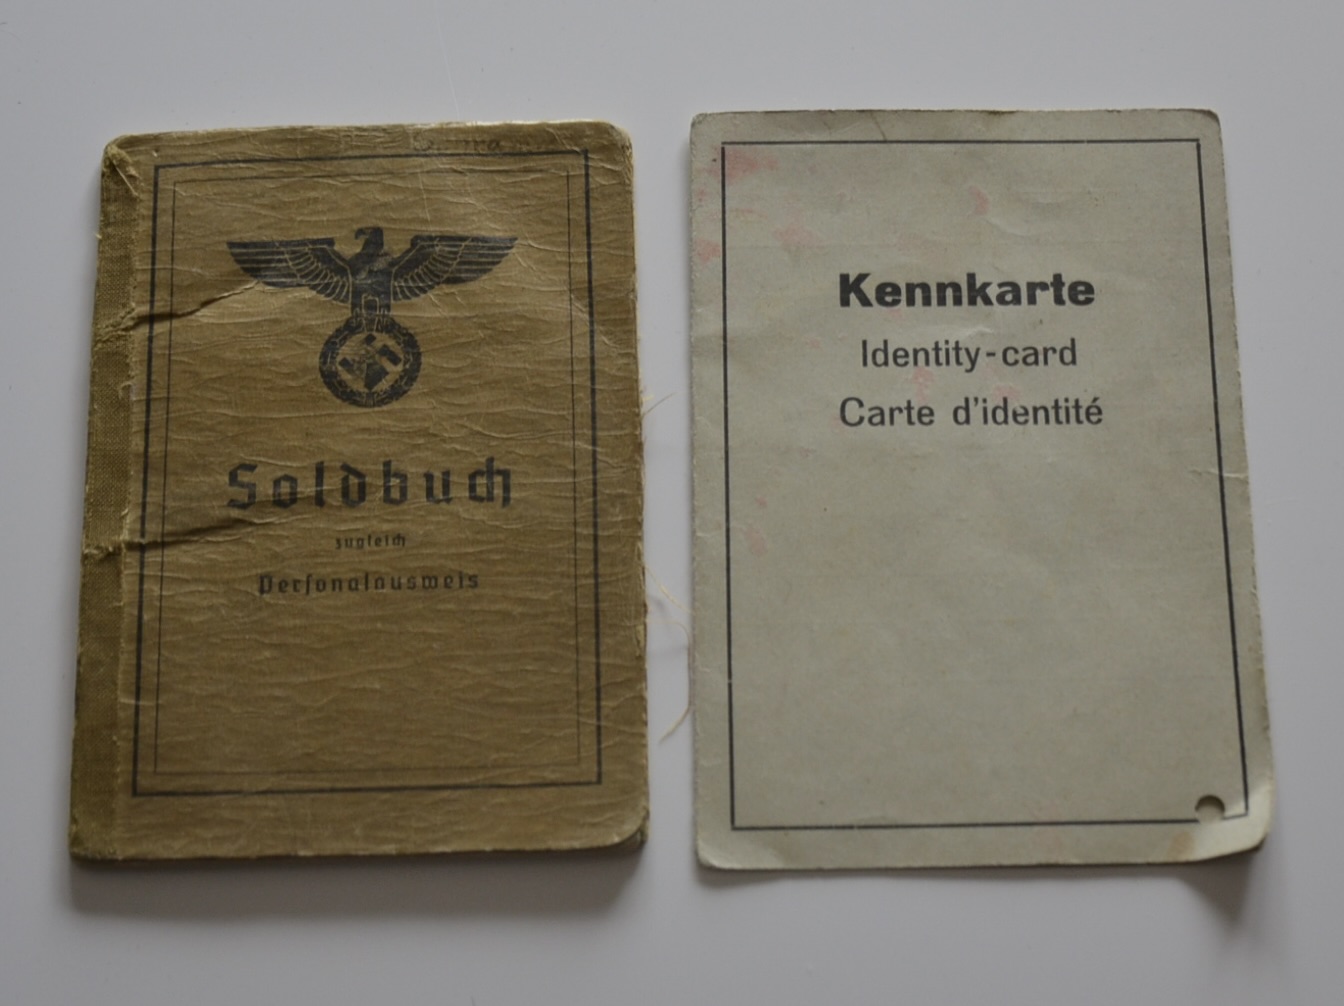 Soldbuch
zugleich
Personalausweis
Kennkarte
Identity-card
Carte d'identité